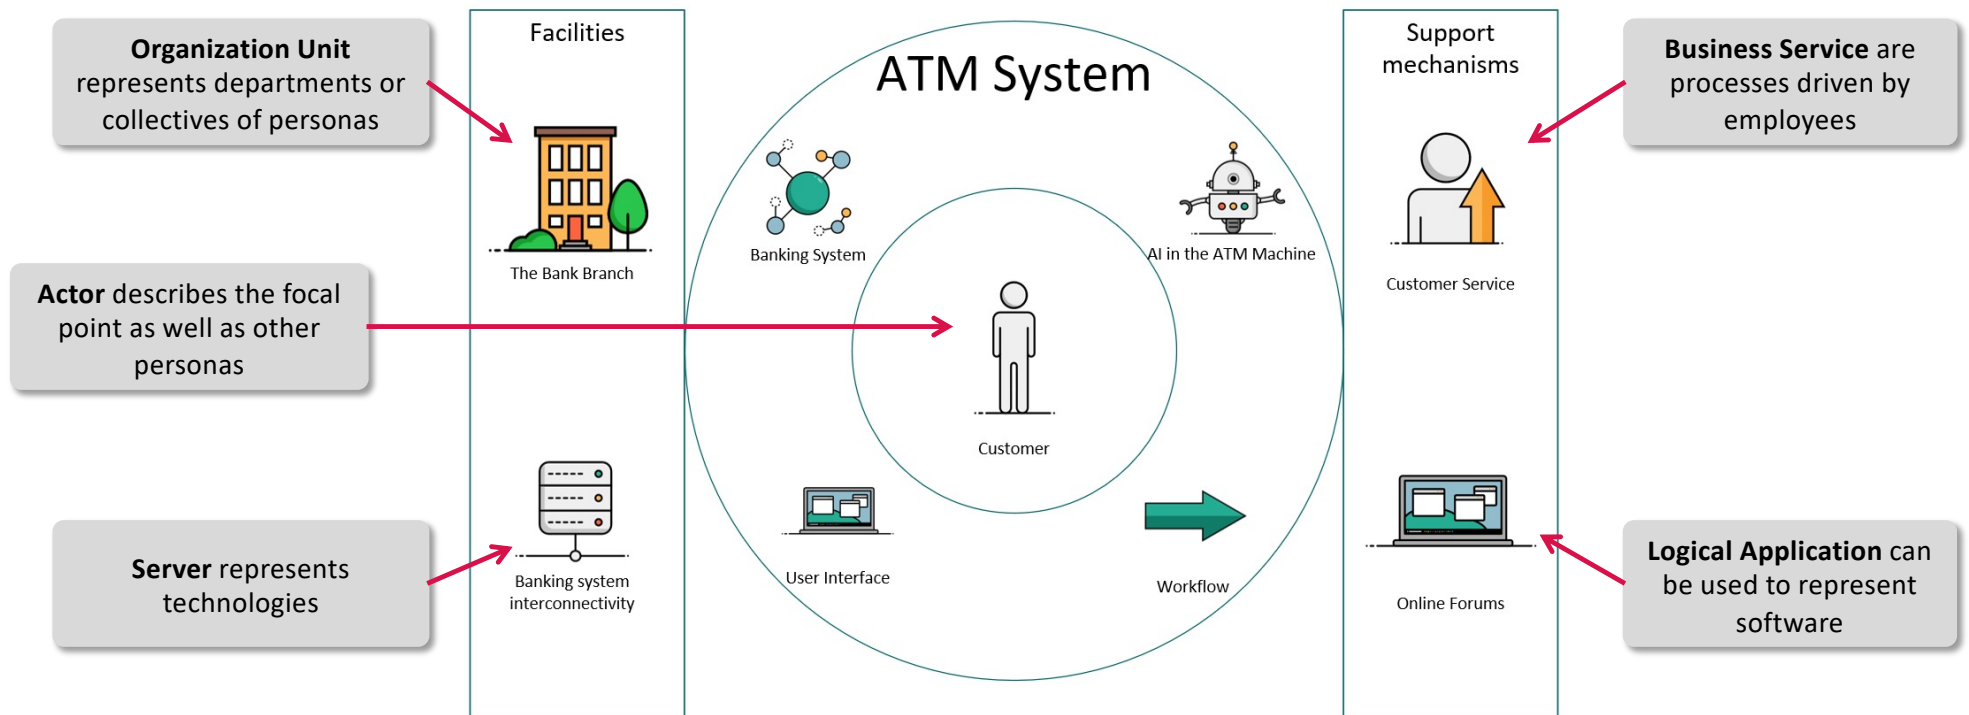 Organization Unit
represents departments or
collectives of personas
Actor describes the focal
point as well as other
personas
Server represents
technologies
Facilities
The Bank Branch
Banking system
interconnectivity
ATM System
Banking System
AI in the ATM Machine
Customer
User Interface
Workflow
Support
mechanisms
Customer Service
Online Forums
Business Service are
processes driven by
employees
Logical Application can
be used to represent
software